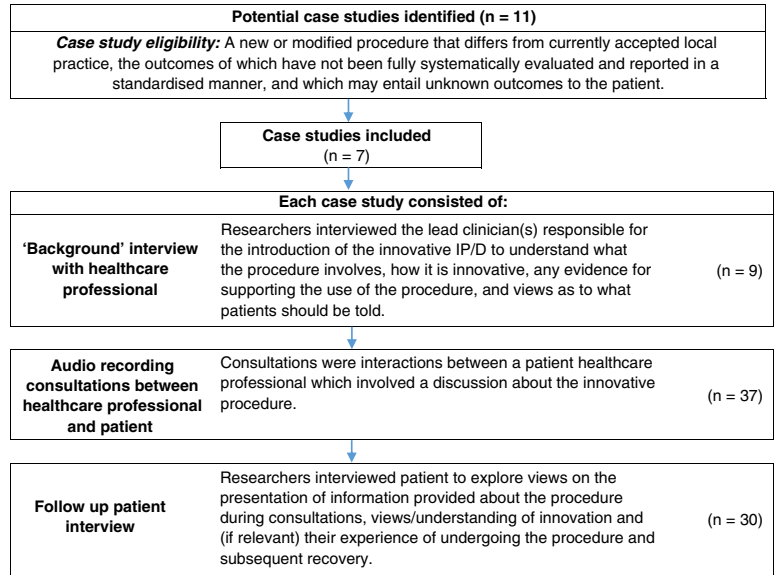 Potential case studies identified (n = 11)
Case study eligibility: A new or modified procedure that differs from currently accepted local
practice, the outcomes of which have not been fully systematically evaluated and reported in a
standardised manner, and which may entail unknown outcomes to the patient.
Case studies included
(n = 7)
Each case study consisted of:
‘Background’ interview
with healthcare
professional
Researchers interviewed the lead clinician(s) responsible for
the introduction of the innovative IP/D to understand what
the procedure involves, how it is innovative, any evidence for
supporting the use of the procedure, and views as to what
patients should be told.
(n = 9)
Audio recording
consultations between
healthcare professional
and patient
Consultations were interactions between a patient healthcare
professional which involved a discussion about the innovative
procedure.
(n = 37)
Follow up patient
interview
Researchers interviewed patient to explore views on the
presentation of information provided about the procedure
during consultations, views/understanding of innovation and
(if relevant) their experience of undergoing the procedure and
subsequent recovery.
(n = 30)